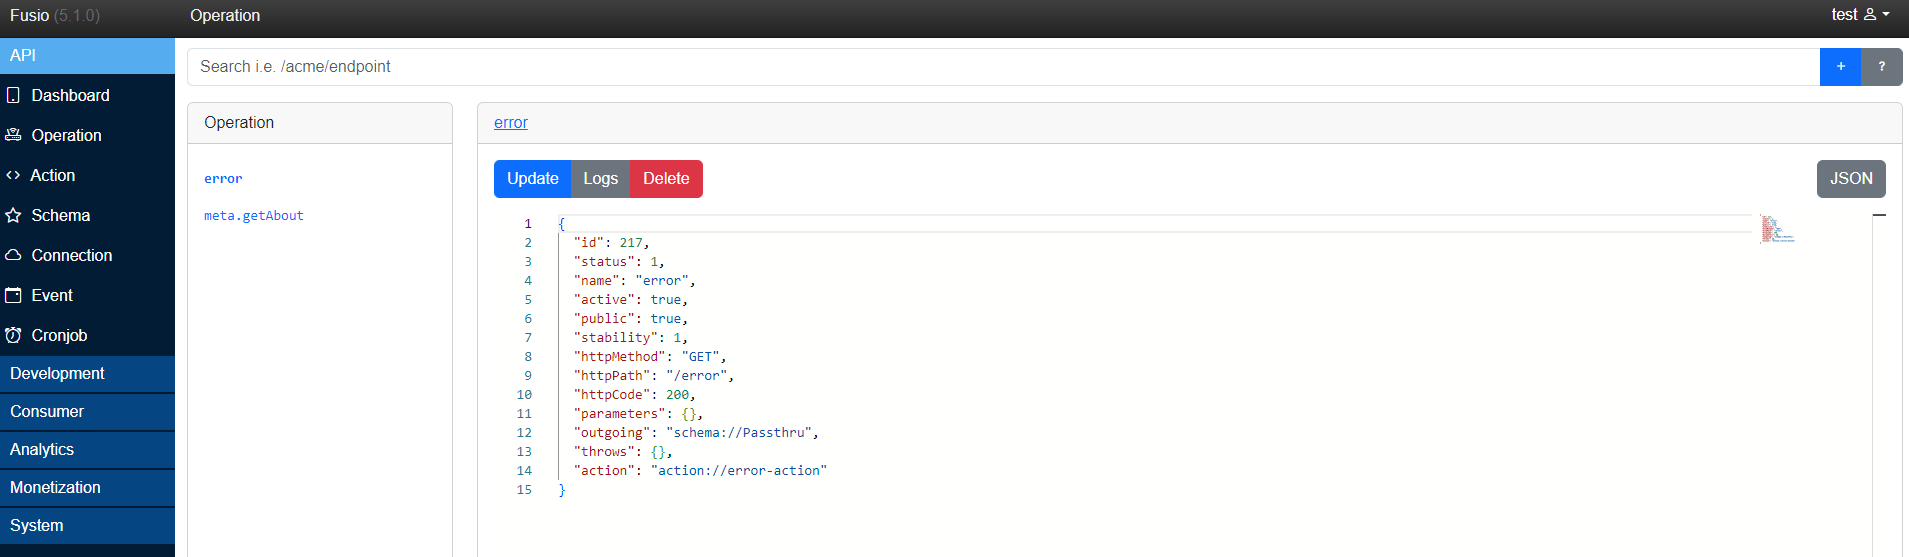 Fusio (5.1.0)
Operation
test
API
Dashboard
Operation
Action
Schema
Connection
Event
Cronjob
Development
Consumer
Analytics
Monetization
System
Search i.e. /acme/endpoint
+
?
Operation
error
meta.getAbout
error
Update
Logs
Delete
JSON
1 {
2 "id": 217,
3 "status": 1,
4 "name": "error",
5 "active": true,
6 "public": true,
7 "stability": 1,
8 "httpMethod": "GET",
9 "httpPath": "/error",
10 "httpCode": 200,
11 "parameters": {},
12 "outgoing": "schema://Passthru",
13 "throws": {},
14 "action": "action://error-action"
15 }